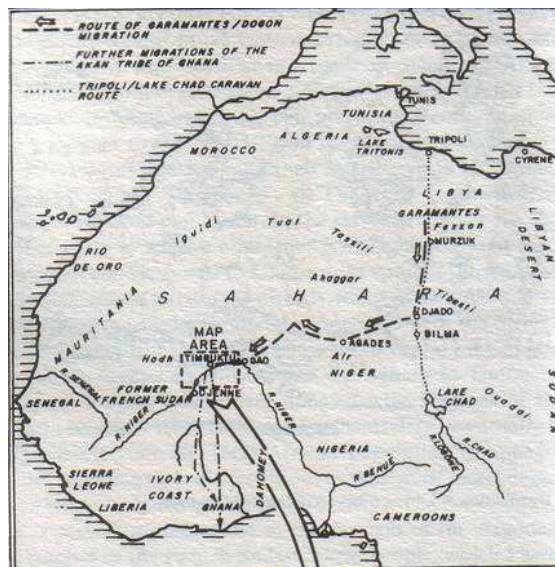 ROUTE OF GARAMANTES/DOGON
MIGRATION
FURTHER MIGRATIONS OF THE
AKAN TRIBE OF GHANA
TRIPOLI/LAKE CHAD CARAVAN
ROUTE
TUNIS
TUNISIA
ALGERIA
LAKE
TRITONIS
TRIPOLI
CYRENE
MOROCCO
LIBYA
GARAMANTES
Fezzan
MURZUK
LIBYAN
DESERT
Iguidi
Tuat
Tassili
RIO
DE ORO
Ahaggar
Tibesti
SAHARA
MAURITANIA
DJADO
BILMA
MAP
AREA
AGADES
Air
NIGER
Hodh
TIMBUKTU
GAO
R. SENEGAL
SENEGAL
FORMER
FRENCH SUDAN
DJENNE
R. NIGER
R. NIGER
LAKE
CHAD
Ouadai
SUDAN
R. CHAD
R. LOGONE
NIGERIA
R. BENUE
SIERRA
LEONE
LIBERIA
IVORY
COAST
GHANA
DAHOMEY
CAMEROONS